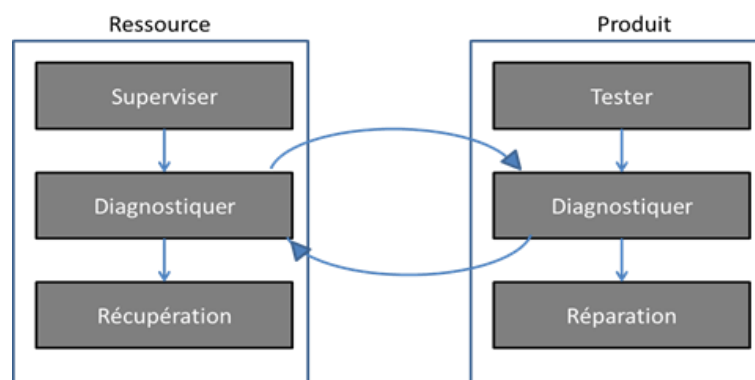 Ressource
Superviser
Diagnostiquer
Récupération
Produit
Tester
Diagnostiquer
Réparation